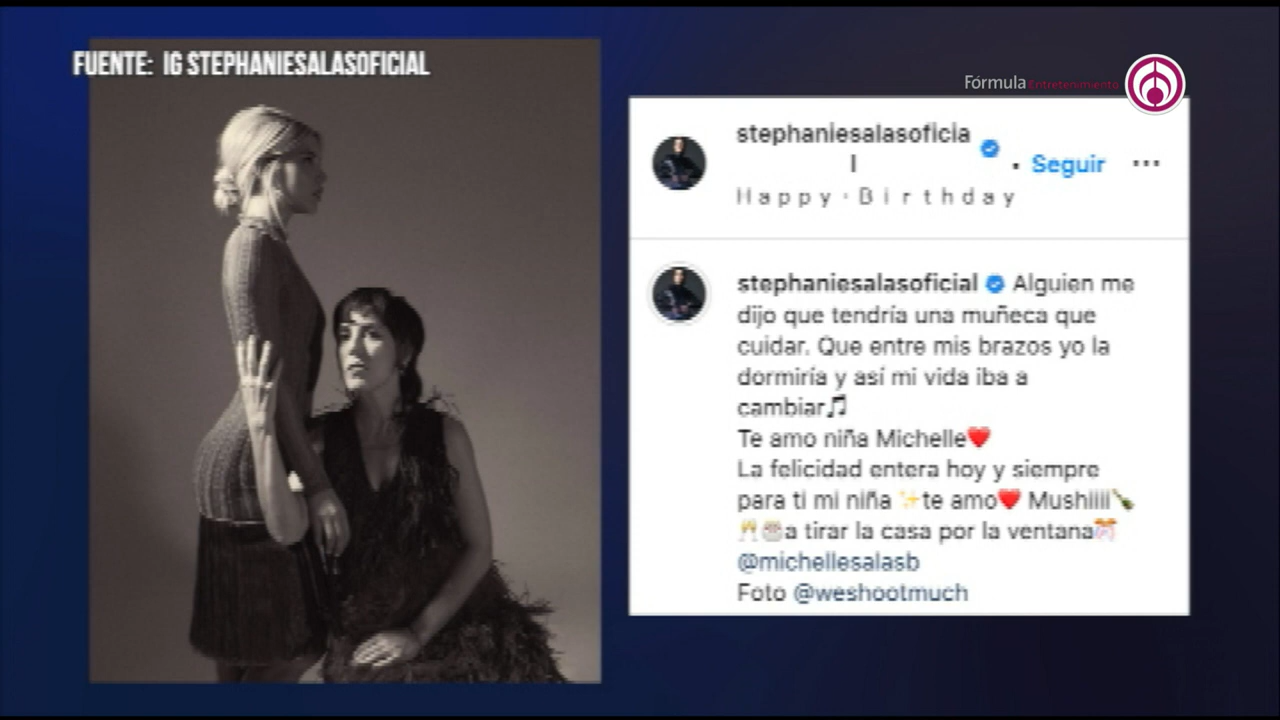 FUENTE: IG STEPHANIESALASOFICIAL
Fórmula Entretenimiento
stephaniesalasoficia
l
• Seguir ...
Happy · Birthday
stephaniesalasoficial Alguien me
dijo que tendría una muñeca que
cuidar. Que entre mis brazos yo la
dormiría y así mi vida iba a
cambiar🎵
Te amo niña Michelle❤️
La felicidad entera hoy y siempre
para ti mi niña ✨te amo❤️ Mushiiii🍾
🥂🎂a tirar la casa por la ventana🎊
@michellesalasb
Foto @weshootmuch